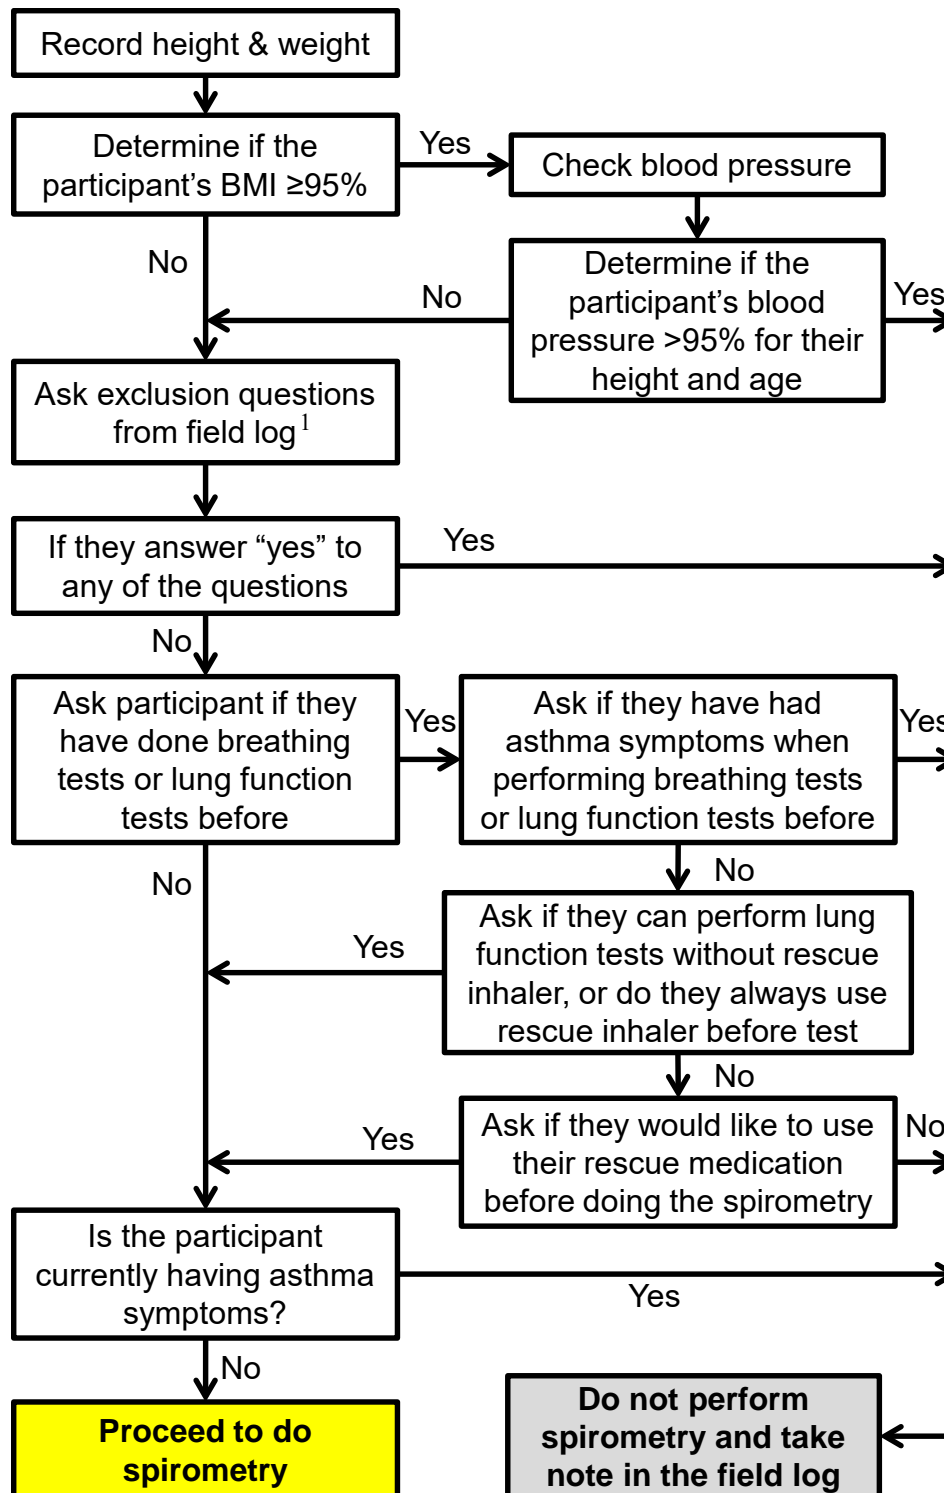 Record height & weight
Determine if the
participant's BMI ≥95%
Yes
Check blood pressure
No
Determine if the
participant's blood
pressure >95% for their
height and age
No
Yes
Ask exclusion questions
from field log1
If they answer “yes” to
any of the questions
Yes
No
Ask participant if they
have done breathing
tests or lung function
tests before
Yes
Ask if they have had
asthma symptoms when
performing breathing tests
or lung function tests before
Yes
No
No
Ask if they can perform lung
function tests without rescue
inhaler, or do they always use
rescue inhaler before test
Yes
No
Ask if they would like to use
their rescue medication
before doing the spirometry
Yes
No
Is the participant
currently having asthma
symptoms?
Yes
No
Proceed to do
spirometry
Do not perform
spirometry and take
note in the field log